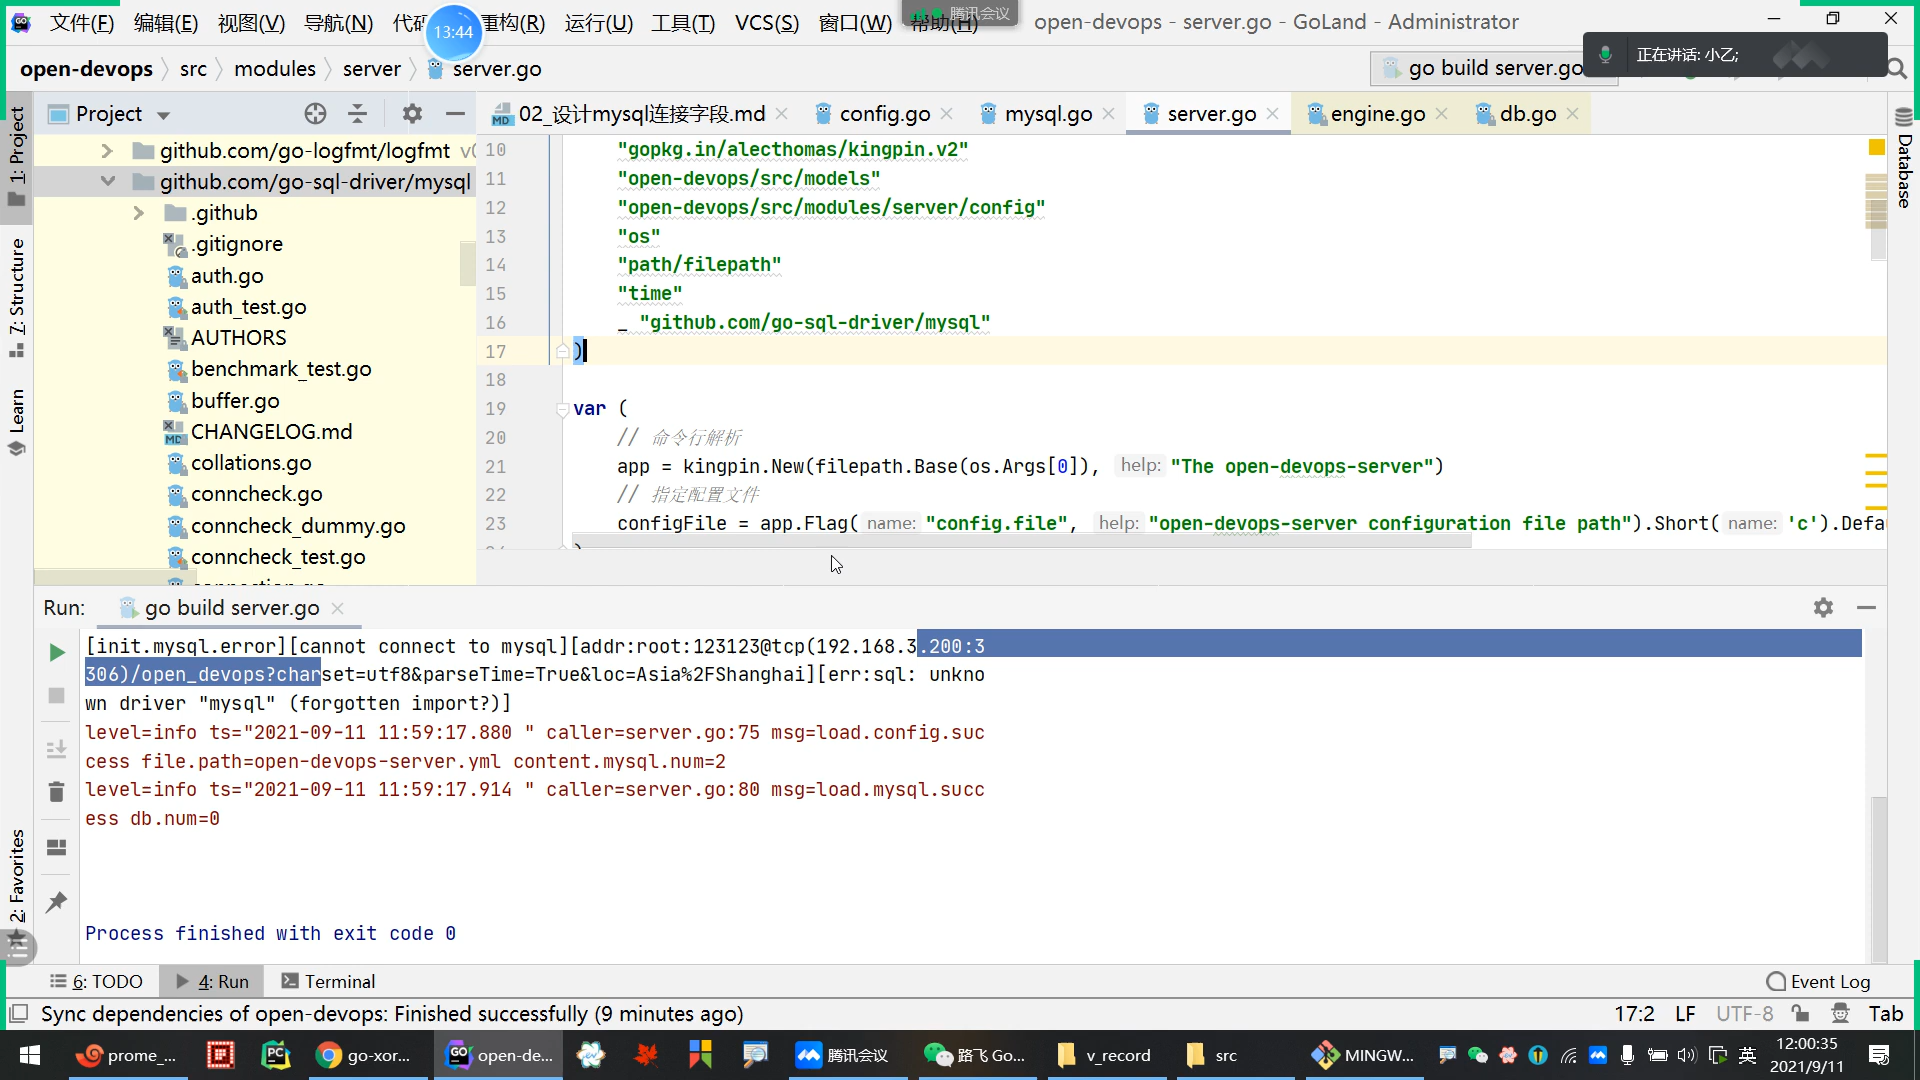 文件(F) 编辑(E) 视图(V) 导航(N) 代码 重构(R) 运行(U) 工具(T) VCS(S) 窗口(W) 帮助(H) open-devops - server.go - GoLand - Administrator
13:44
腾讯会议
正在讲话: 小乙;
open-devops src modules server server.go
go build server.go
Project
02_设计mysql连接字段.md config.go mysql.go server.go engine.go db.go
1: Project
7: Structure
Learn
2: Favorites
Database
github.com/go-logfmt/logfmt
github.com/go-sql-driver/mysql
.github
.gitignore
auth.go
auth_test.go
AUTHORS
benchmark_test.go
buffer.go
CHANGELOG.md
collations.go
conncheck.go
conncheck_dummy.go
conncheck_test.go
10 "gopkg.in/alecthomas/kingpin.v2"
11 "open-devops/src/models"
12 "open-devops/src/modules/server/config"
13 "os"
14 "path/filepath"
15 "time"
16 _ "github.com/go-sql-driver/mysql"
17 )
18
19 var (
20 // 命令行解析
21 app = kingpin.New(filepath.Base(os.Args[0]), help: "The open-devops-server")
22 // 指定配置文件
23 configFile = app.Flag( name: "config.file", help: "open-devops-server configuration file path").Short( name: 'c').Defa
Run: go build server.go
[init.mysql.error][cannot connect to mysql][addr:root:123123@tcp(192.168.3.200:3
306)/open_devops?charset=utf8&parseTime=True&loc=Asia%2FShanghai][err:sql: unkno
wn driver "mysql" (forgotten import?)]
level=info ts="2021-09-11 11:59:17.880 " caller=server.go:75 msg=load.config.suc
cess file.path=open-devops-server.yml content.mysql.num=2
level=info ts="2021-09-11 11:59:17.914 " caller=server.go:80 msg=load.mysql.succ
ess db.num=0
Process finished with exit code 0
6: TODO 4: Run Terminal Event Log
Sync dependencies of open-devops: Finished successfully (9 minutes ago) 17:2 LF UTF-8 Tab
prome_... go-xor... open-de... 腾讯会议 路飞 Go... v_record src MINGW... 英 12:00:35
2021/9/11